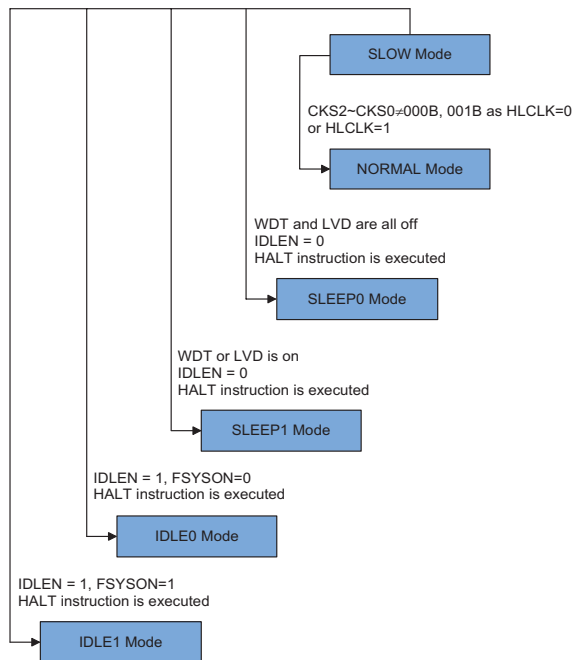 SLOW Mode
CKS2~CKS0≠000B, 001B as HLCLK=0
or HLCLK=1
NORMAL Mode
WDT and LVD are all off
IDLEN = 0
HALT instruction is executed
SLEEP0 Mode
WDT or LVD is on
IDLEN = 0
HALT instruction is executed
SLEEP1 Mode
IDLEN = 1, FSYSON=0
HALT instruction is executed
IDLE0 Mode
IDLEN = 1, FSYSON=1
HALT instruction is executed
IDLE1 Mode